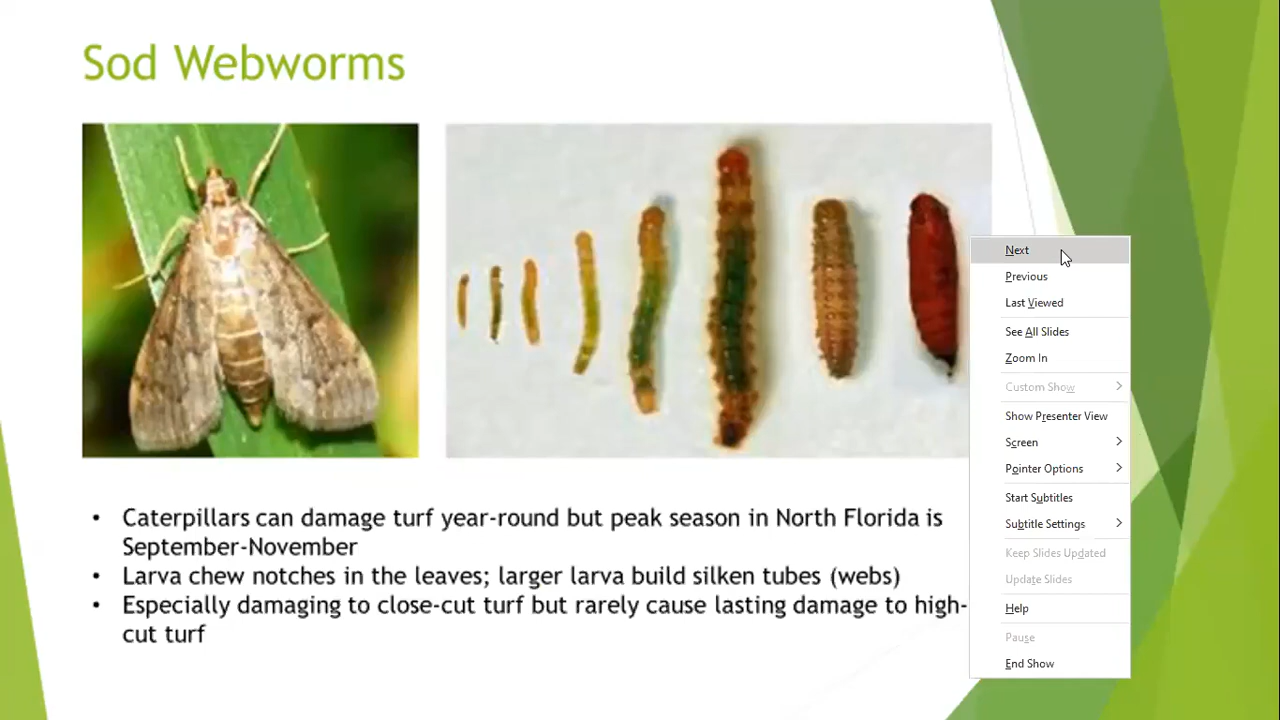 Sod Webworms
Next
Previous
Last Viewed
See All Slides
Zoom In
Custom Show
Show Presenter View
Screen
Pointer Options
Start Subtitles
Subtitle Settings
Keep Slides Updated
Update Slides
Help
Pause
End Show
• Caterpillars can damage turf year-round but peak season in North Florida is
September-November
• Larva chew notches in the leaves; larger larva build silken tubes (webs)
• Especially damaging to close-cut turf but rarely cause lasting damage to high-
cut turf